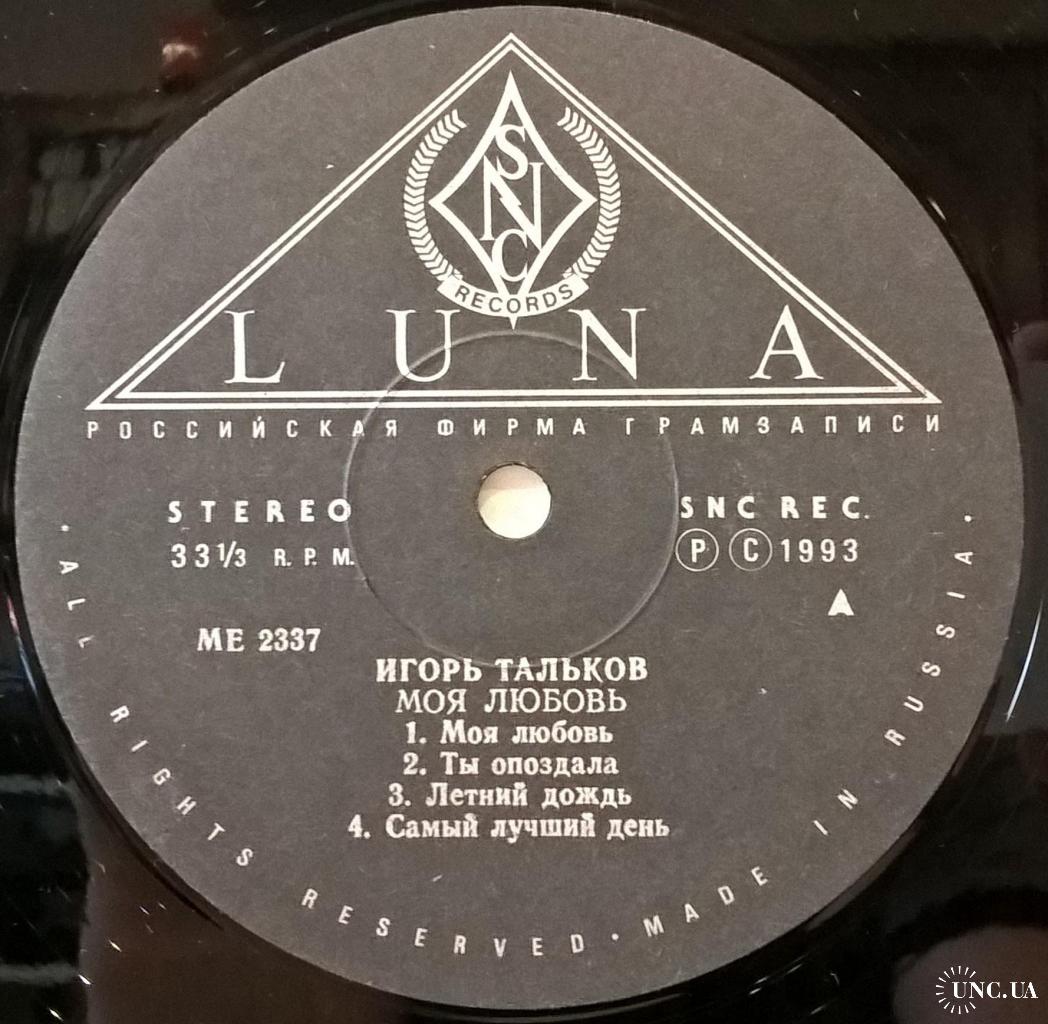 SNC
RECORDS
LUNA
РОССИЙСКАЯ ФИРМА ГРАМЗАПИСИ
STEREO
33 1/3 R. P. M.
SNC REC.
Ⓟ Ⓒ 1993
ME 2337
ИГОРЬ ТАЛЬКОВ
МОЯ ЛЮБОВЬ
1. Моя любовь
2. Ты опоздала
3. Летний дождь
4. Самый лучший день
· ALL RIGHTS RESERVED · MADE IN RUSSIA ·
UNC.UA